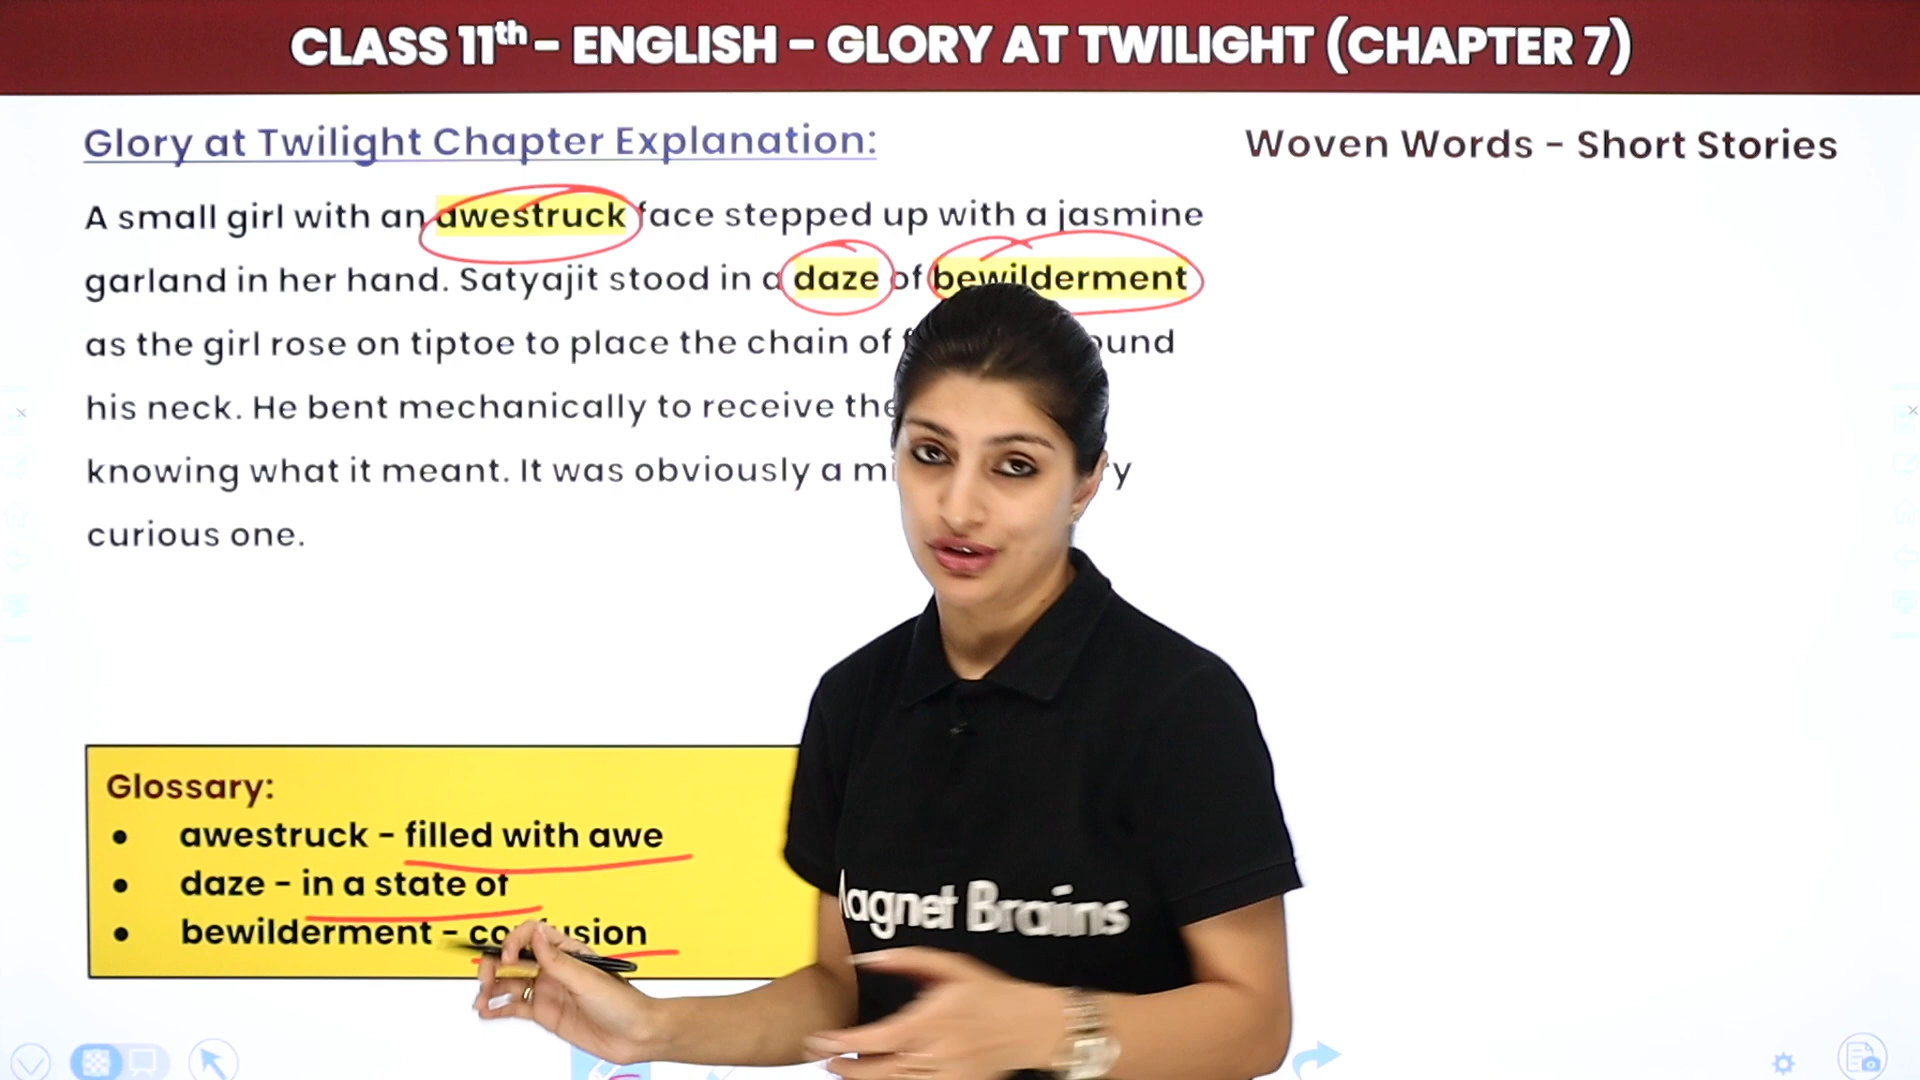 CLASS 11th – ENGLISH – GLORY AT TWILIGHT (CHAPTER 7)
Glory at Twilight Chapter Explanation:
Woven Words – Short Stories
A small girl with an awestruck face stepped up with a jasmine
garland in her hand. Satyajit stood in a daze of bewilderment
as the girl rose on tiptoe to place the chain of
his neck. He bent mechanically to receive the
knowing what it meant. It was obviously a
curious one.
Glossary:
● awestruck – filled with awe
● daze – in a state of
● bewilderment – confusion
Magnet Brains